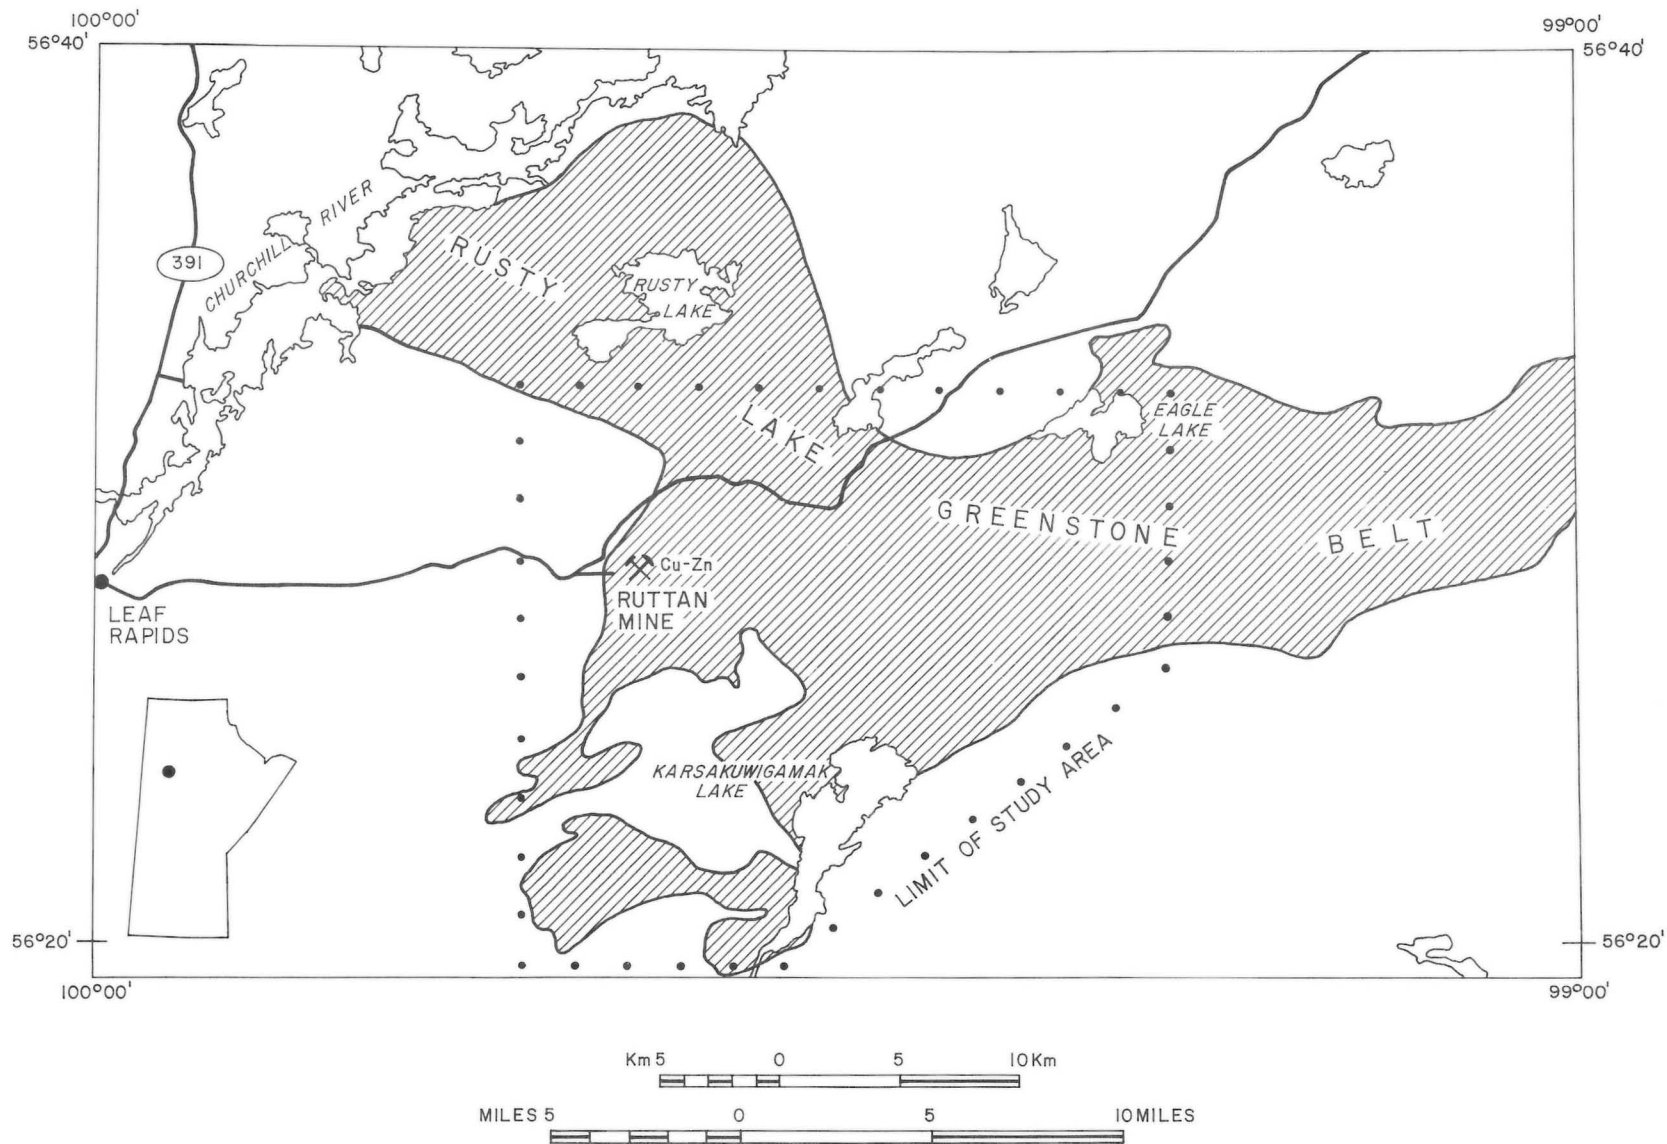 100°00' 99°00'
56°40' 56°40'
CHURCHILL RIVER
391
RUSTY
RUSTY
LAKE
LAKE
EAGLE
LAKE
GREENSTONE BELT
Cu-Zn
RUTTAN
MINE
LEAF
RAPIDS
KARSAKUWIGAMAK
LAKE
LIMIT OF STUDY AREA
56°20' 56°20'
100°00' 99°00'
Km 5 0 5 10 Km
MILES 5 0 5 10 MILES